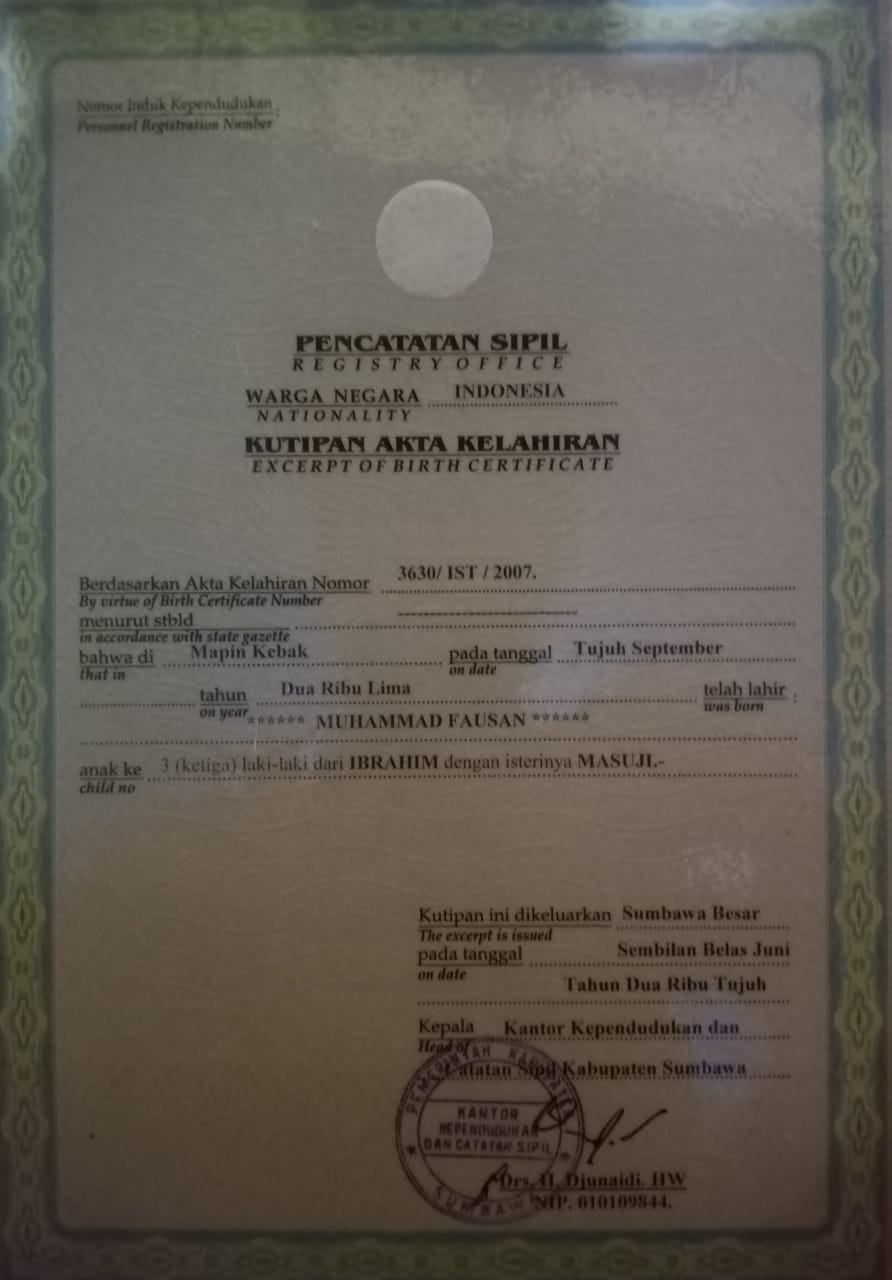 Nomor Induk Kependudukan :
Personnel Registration Number
PENCATATAN SIPIL
REGISTRY OFFICE
WARGA NEGARA INDONESIA
NATIONALITY
KUTIPAN AKTA KELAHIRAN
EXCERPT OF BIRTH CERTIFICATE
Berdasarkan Akta Kelahiran Nomor 3630/ IST / 2007.
By virtue of Birth Certificate Number
menurut stbld ---------------------------
in accordance with state gazette
bahwa di Mapin Kebak pada tanggal Tujuh September
that in on date
tahun Dua Ribu Lima telah lahir :
on year was born
****** MUHAMMAD FAUSAN ******
anak ke 3 (ketiga) laki-laki dari IBRAHIM dengan isterinya MASUJI.-
child no
Kutipan ini dikeluarkan Sumbawa Besar
The excerpt is issued
pada tanggal Sembilan Belas Juni
on date
Tahun Dua Ribu Tujuh
Kepala Kantor Kependudukan dan
Head of
Catatan Sipil Kabupaten Sumbawa
PEMERINTAH KABUPATEN
KANTOR
KEPENDUDUKAN
DAN CATATAN SIPIL
SUMBAWA
Drs. H. Djunaidi. HW
NIP. 010109844.